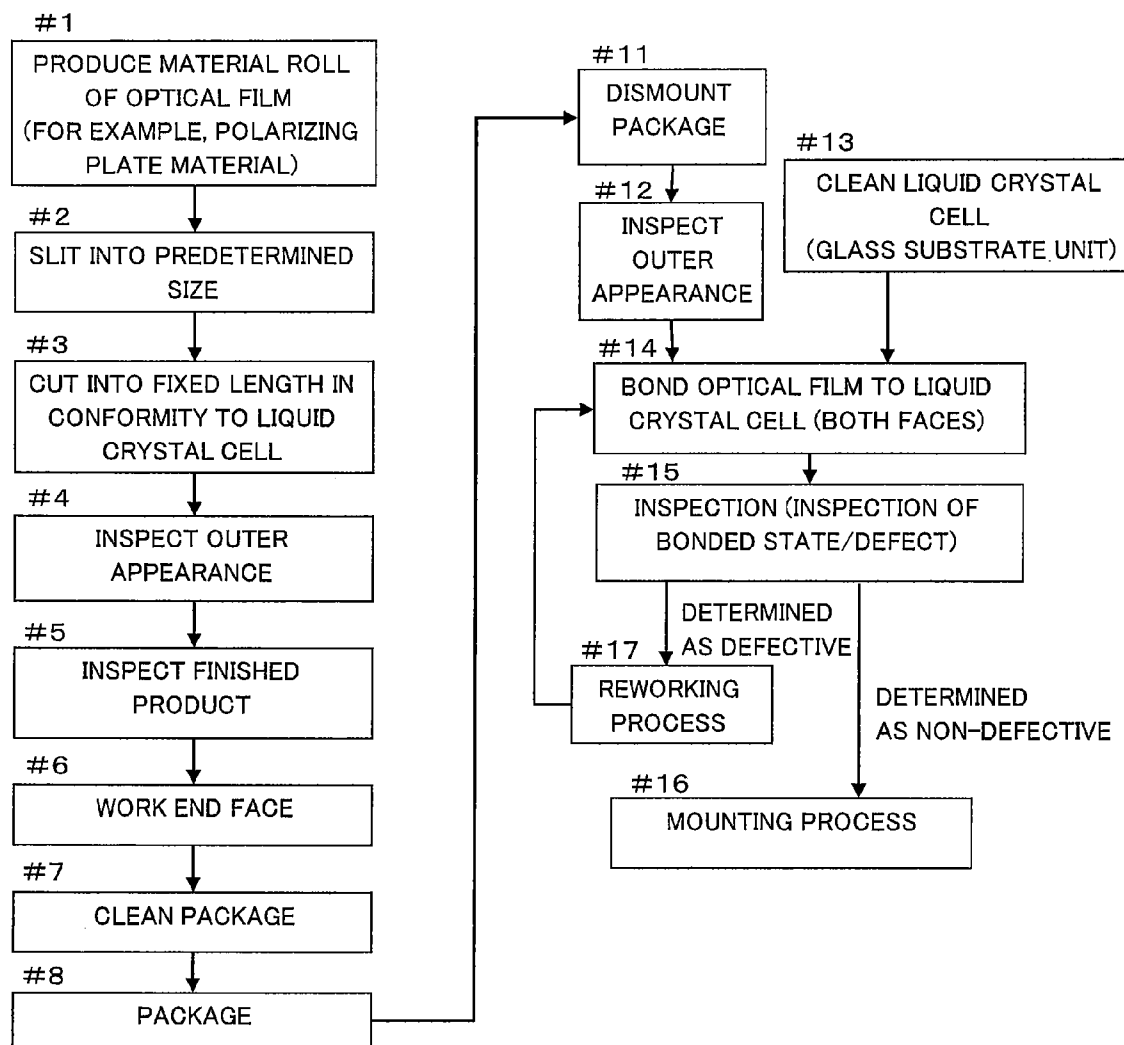 #1
PRODUCE MATERIAL ROLL
OF OPTICAL FILM
(FOR EXAMPLE, POLARIZING
PLATE MATERIAL)
#2
SLIT INTO PREDETERMINED
SIZE
#3
CUT INTO FIXED LENGTH IN
CONFORMITY TO LIQUID
CRYSTAL CELL
#4
INSPECT OUTER
APPEARANCE
#5
INSPECT FINISHED
PRODUCT
#6
WORK END FACE
#7
CLEAN PACKAGE
#8
PACKAGE
#11
DISMOUNT
PACKAGE
#12
INSPECT
OUTER
APPEARANCE
#13
CLEAN LIQUID CRYSTAL
CELL
(GLASS SUBSTRATE UNIT)
#14
BOND OPTICAL FILM TO LIQUID
CRYSTAL CELL (BOTH FACES)
#15
INSPECTION (INSPECTION OF
BONDED STATE/DEFECT)
DETERMINED
AS DEFECTIVE
#17
REWORKING
PROCESS
DETERMINED
AS NON-DEFECTIVE
#16
MOUNTING PROCESS